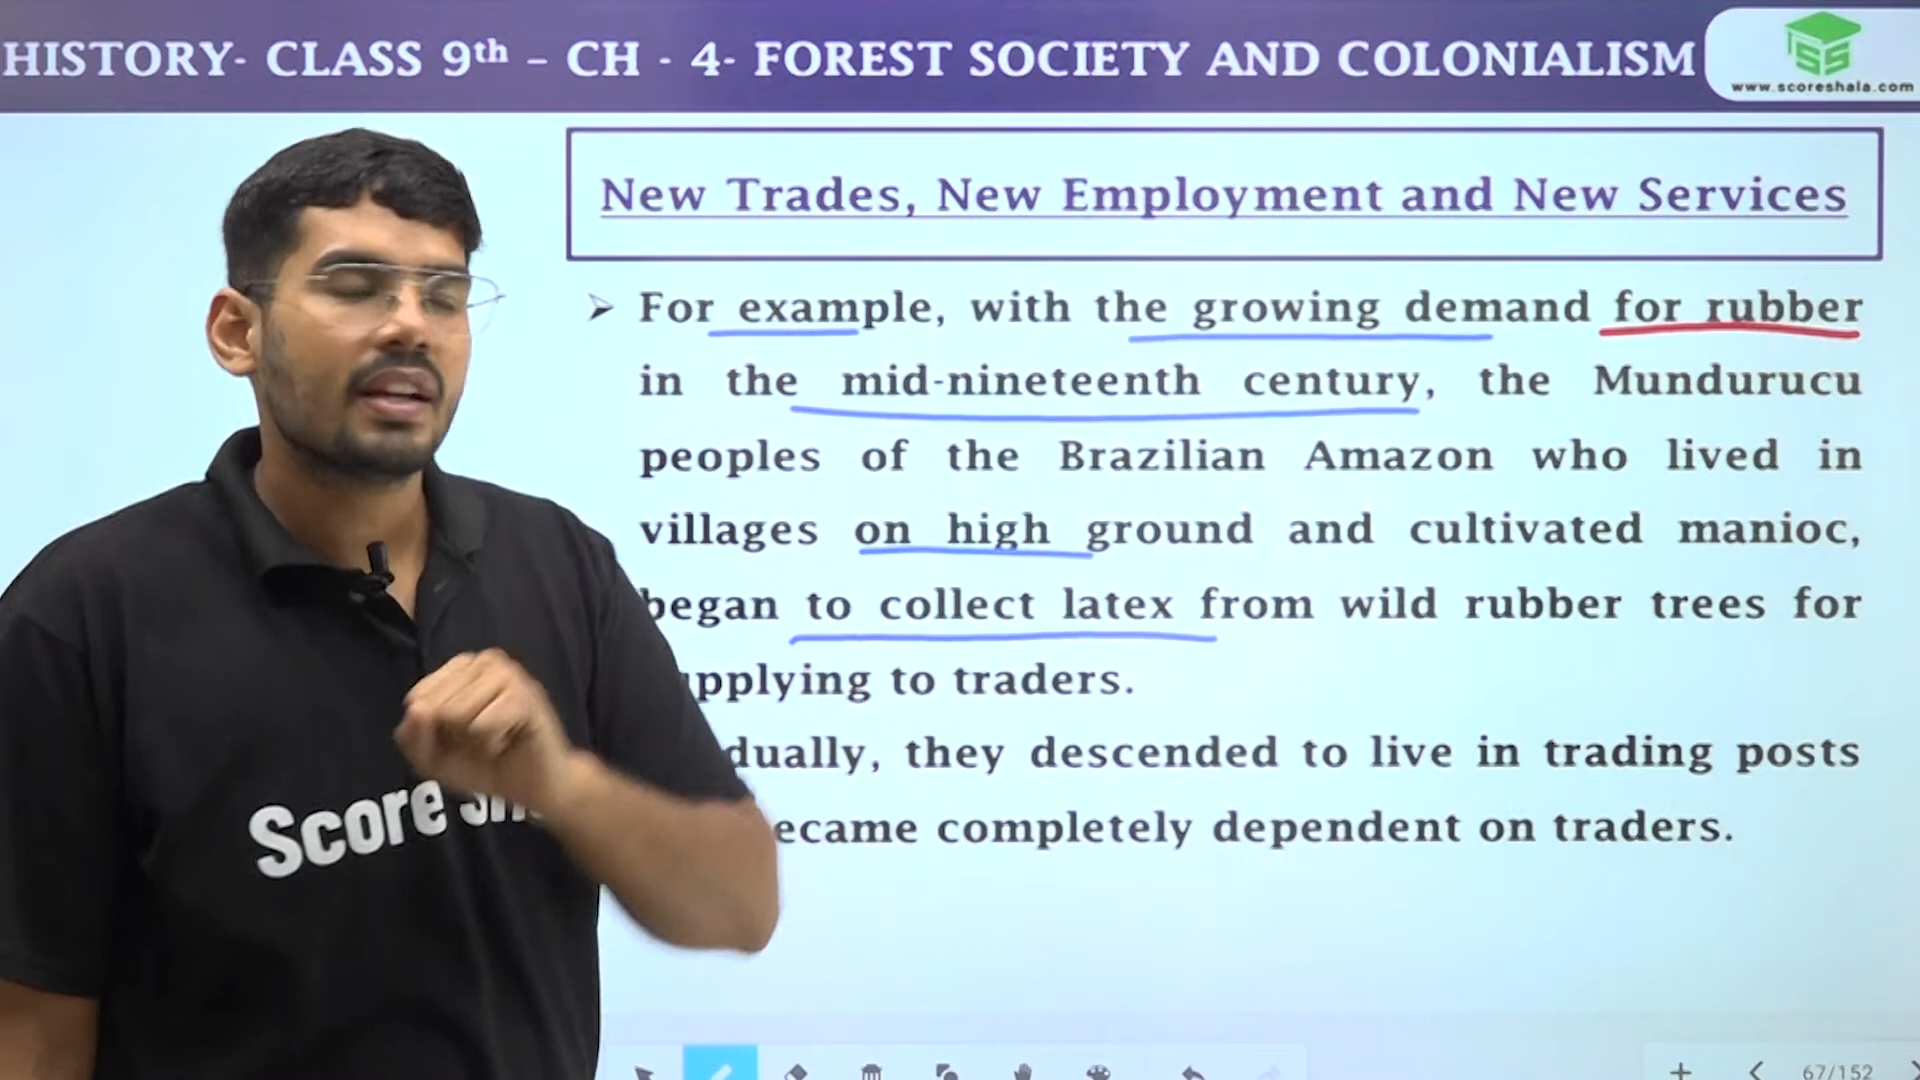 HISTORY- CLASS 9th – CH - 4- FOREST SOCIETY AND COLONIALISM
SS
www.scoreshala.com
New Trades, New Employment and New Services
➢ For example, with the growing demand for rubber
in the mid-nineteenth century, the Mundurucu
peoples of the Brazilian Amazon who lived in
villages on high ground and cultivated manioc,
began to collect latex from wild rubber trees for
pplying to traders.
dually, they descended to live in trading posts
ecame completely dependent on traders.
Score
67/152